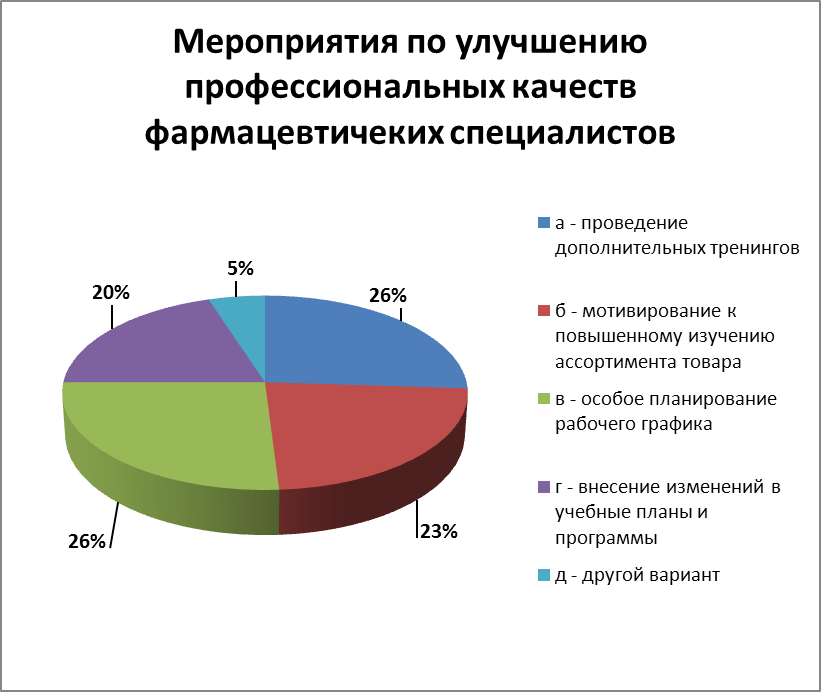 Мероприятия по улучшению
профессиональных качеств
фармацевтичеких специалистов
5%
20%
26%
26%
23%
а - проведение
дополнительных тренингов
б - мотивирование к
повышенному изучению
ассортимента товара
в - особое планирование
рабочего графика
г - внесение изменений в
учебные планы и
программы
д - другой вариант